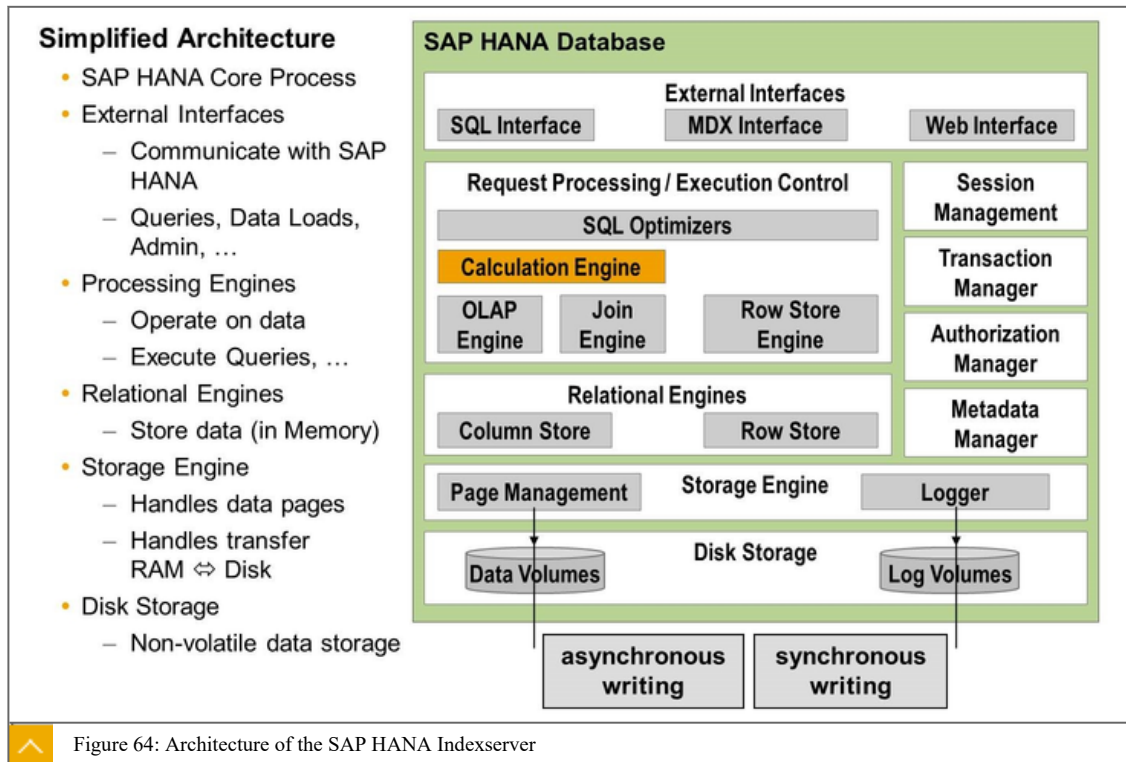 Simplified Architecture
• SAP HANA Core Process
• External Interfaces
– Communicate with SAP
HANA
– Queries, Data Loads,
Admin, …
• Processing Engines
– Operate on data
– Execute Queries, …
• Relational Engines
– Store data (in Memory)
• Storage Engine
– Handles data pages
– Handles transfer
RAM ⇔ Disk
• Disk Storage
– Non-volatile data storage
SAP HANA Database
External Interfaces
SQL Interface
MDX Interface
Web Interface
Request Processing / Execution Control
SQL Optimizers
Calculation Engine
OLAP
Engine
Join
Engine
Row Store
Engine
Session
Management
Transaction
Manager
Authorization
Manager
Metadata
Manager
Relational Engines
Column Store
Row Store
Page Management
Storage Engine
Logger
Disk Storage
Data Volumes
Log Volumes
asynchronous
writing
synchronous
writing
Figure 64: Architecture of the SAP HANA Indexserver